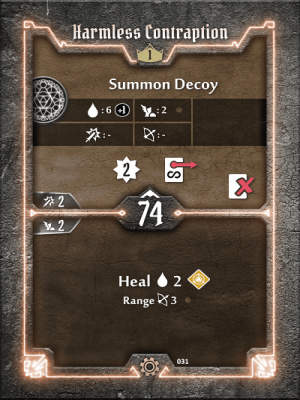 Harmless Contraption
1
Summon Decoy
: 6 +1 : 2
: - : -
2
2
74
2
Heal 2
Range 3
031